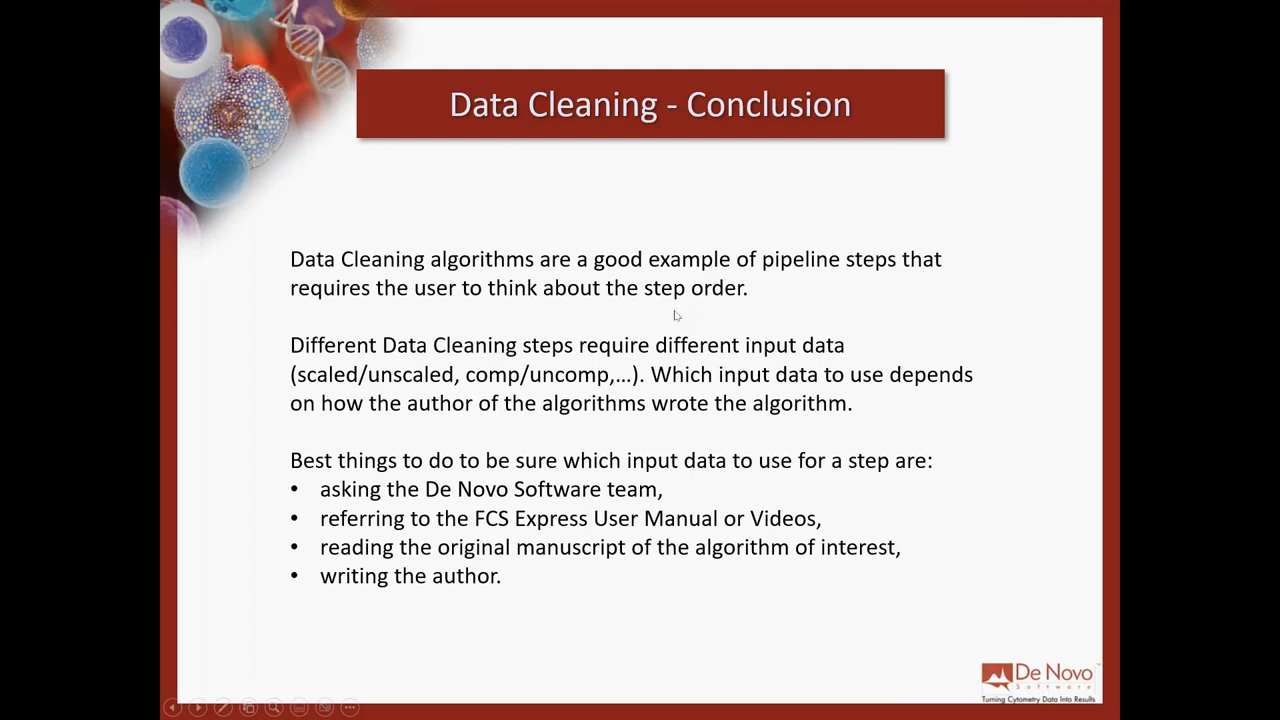 Data Cleaning - Conclusion
Data Cleaning algorithms are a good example of pipeline steps that
requires the user to think about the step order.
Different Data Cleaning steps require different input data
(scaled/unscaled, comp/uncomp,...). Which input data to use depends
on how the author of the algorithms wrote the algorithm.
Best things to do to be sure which input data to use for a step are:
• asking the De Novo Software team,
• referring to the FCS Express User Manual or Videos,
• reading the original manuscript of the algorithm of interest,
• writing the author.
De Novo
Software
Turning Cytometry Data Into Results